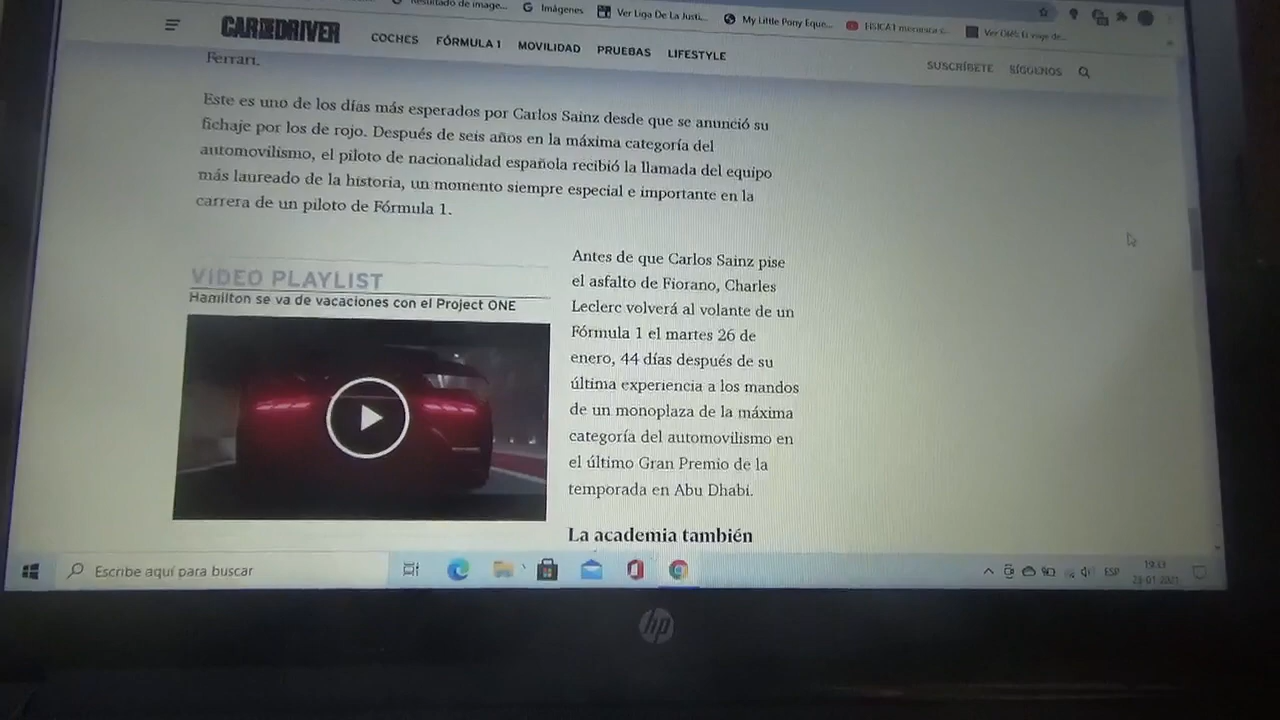 Resultado de image...
Imágenes
Ver Liga De La Justi...
My Little Pony Eque...
Ver
CAR AND DRIVER
COCHES FÓRMULA 1 MOVILIDAD PRUEBAS LIFESTYLE
SUSCRÍBETE SÍGUENOS
Ferrari.
Este es uno de los días más esperados por Carlos Sainz desde que se anunció su
fichaje por los de rojo. Después de seis años en la máxima categoría del
automovilismo, el piloto de nacionalidad española recibió la llamada del equipo
más laureado de la historia, un momento siempre especial e importante en la
carrera de un piloto de Fórmula 1.
VIDEO PLAYLIST
Hamilton se va de vacaciones con el Project ONE
Antes de que Carlos Sainz pise
el asfalto de Fiorano, Charles
Leclerc volverá al volante de un
Fórmula 1 el martes 26 de
enero, 44 días después de su
última experiencia a los mandos
de un monoplaza de la máxima
categoría del automovilismo en
el último Gran Premio de la
temporada en Abu Dhabi.
La academia también
Escribe aquí para buscar
ESP
hp